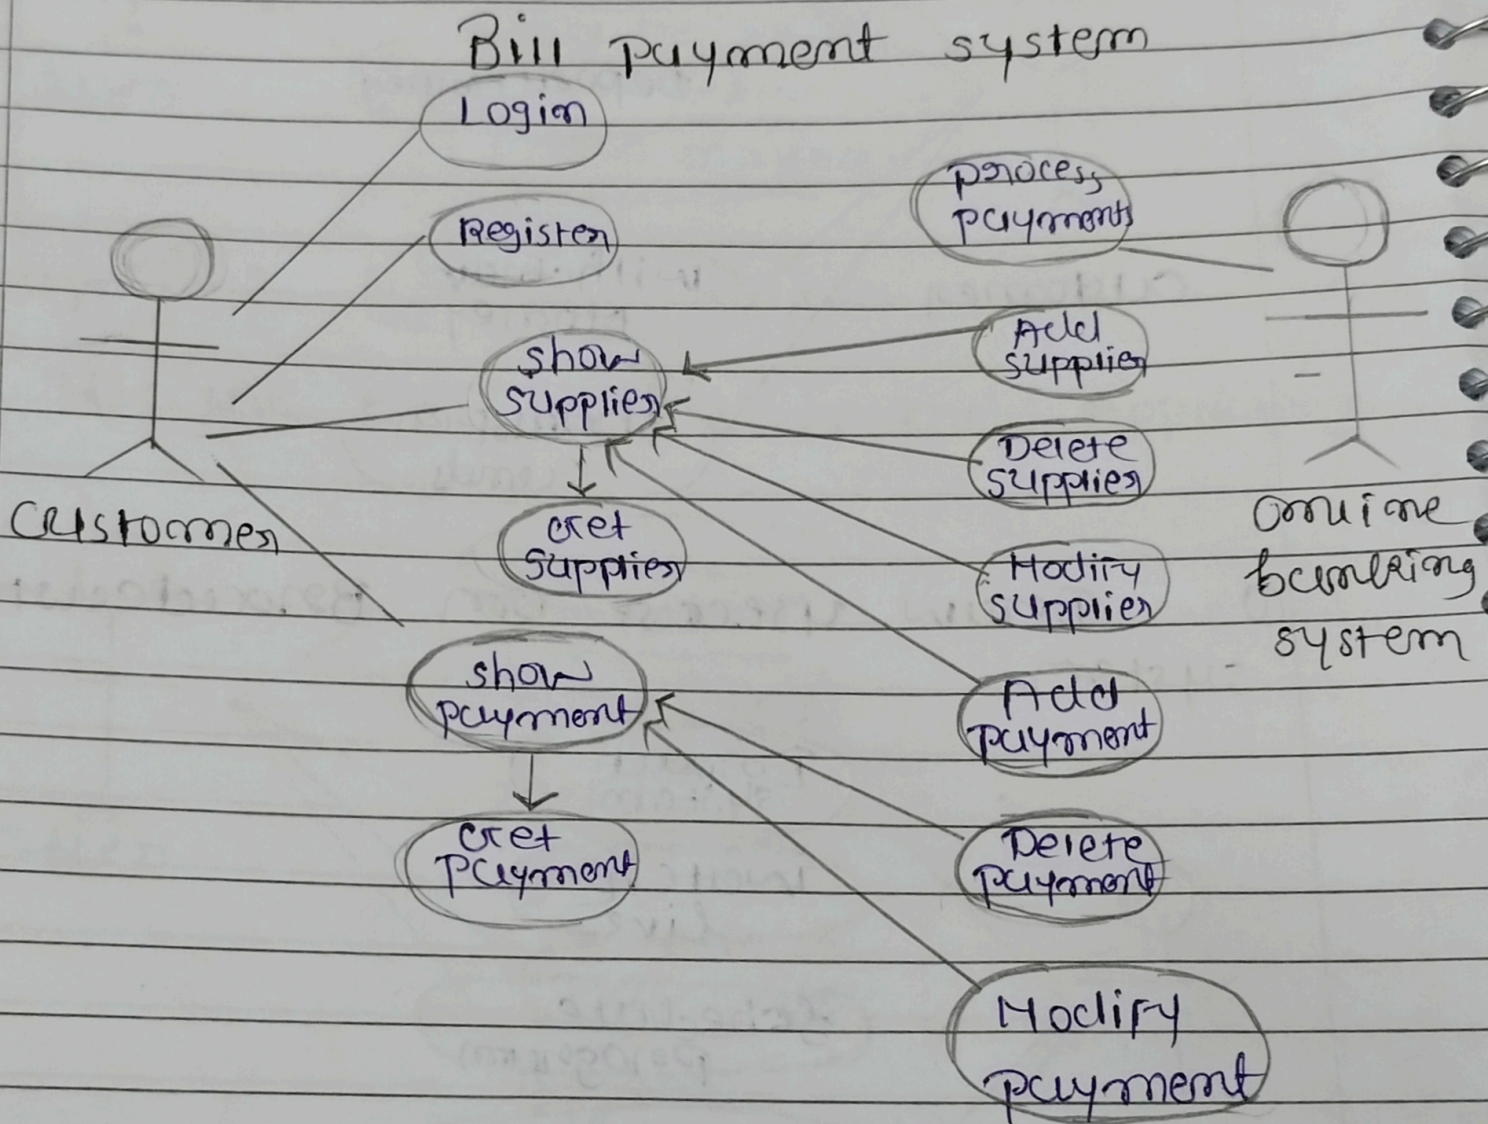 Bill payment system
Login
Register
process
payment
show
supplier
Add
supplier
Delete
supplier
Get
supplier
Modify
supplier
Customer
Online
banking
system
show
payment
Add
payment
Get
payment
Delete
payment
Modify
payment